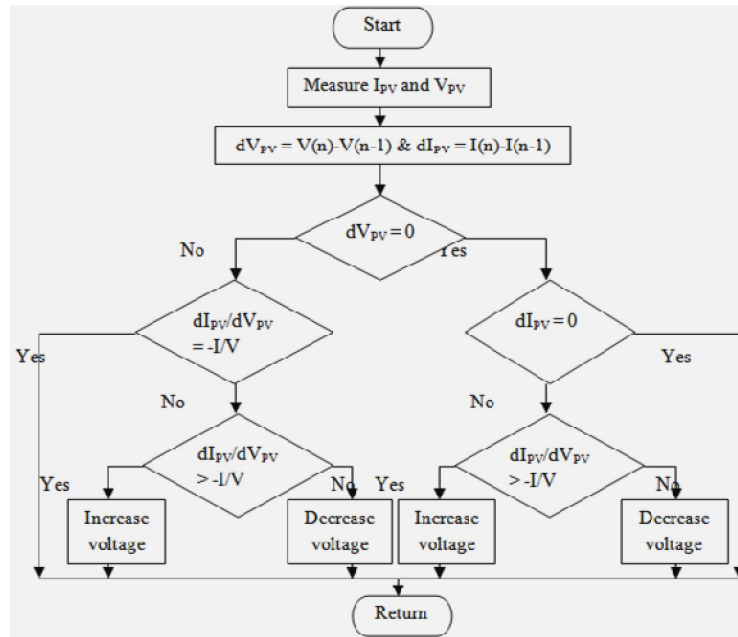 Start
Measure IPV and VPV
dVPV = V(n)-V(n-1) & dIPV = I(n)-I(n-1)
dVPV = 0
No
Yes
dIPV/dVPV
= -I/V
dIPV = 0
Yes
Yes
No
No
dIPV/dVPV
> -I/V
dIPV/dVPV
> -I/V
Yes
No
Yes
No
Increase
voltage
Decrease
voltage
Increase
voltage
Decrease
voltage
Return